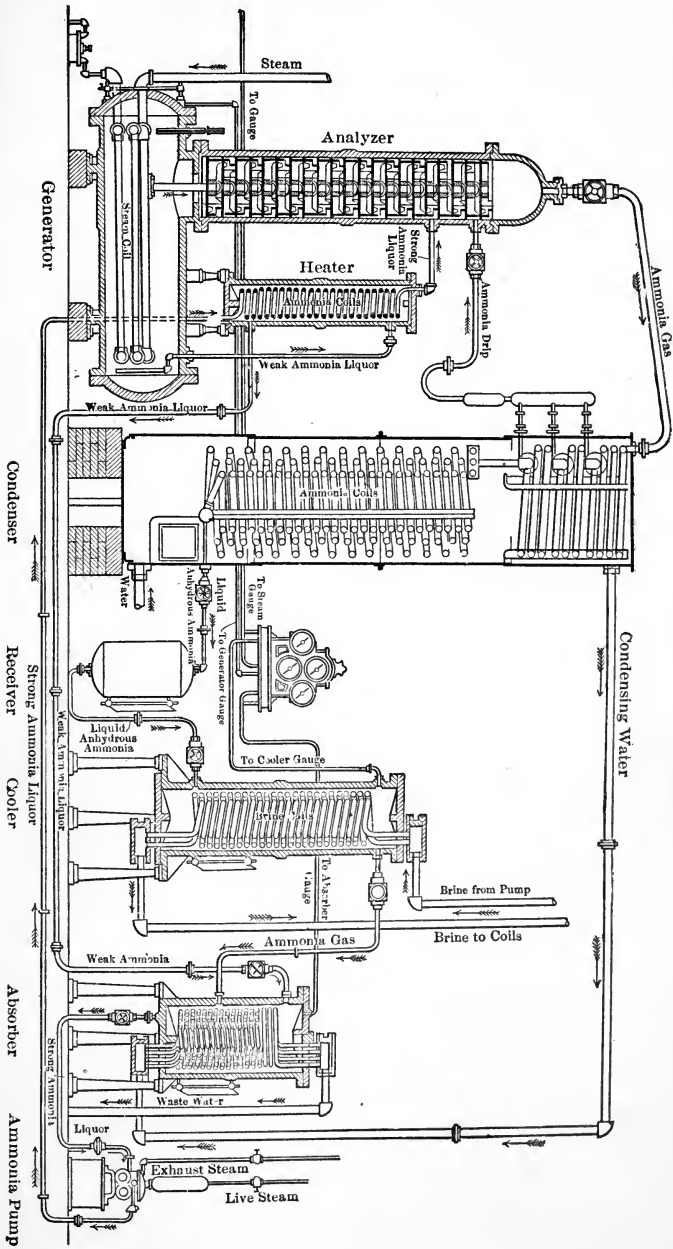 Steam
To Gauge
Analyzer
Ammonia Gas
Strong
Ammonia
Liquor
Ammonia Drip
Steam Coil
Generator
Heater
Ammonia Coils
Weak Ammonia Liquor
Weak Ammonia Liquor
Ammonia Coils
Condenser
Water
Liquid
Anhydrous Ammonia
To Steam
Gauge
To Generator Gauge
Condensing Water
Receiver
Liquid
Anhydrous
Ammonia
Strong Ammonia Liquor
Weak Ammonia Liquor
To Cooler Gauge
Brine Coils
Cooler
To Absorber
Gauge
Brine from Pump
Brine to Coils
Ammonia Gas
Weak Ammonia
Absorber
Waste Water
Strong Ammonia
Liquor
Exhaust Steam
Live Steam
Ammonia Pump